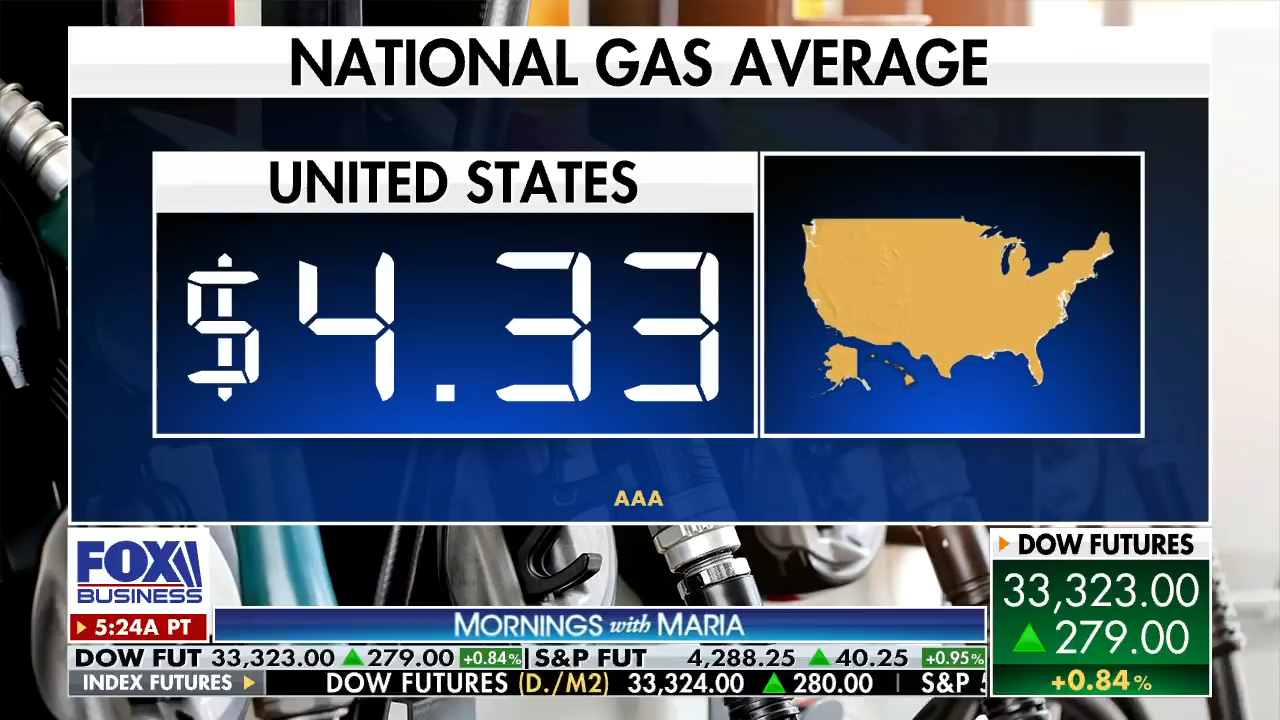 NATIONAL GAS AVERAGE
UNITED STATES
$4.33
AAA
FOX
BUSINESS
5:24A PT
MORNINGS with MARIA
DOW FUTURES
33,323.00
279.00
+0.84%
DOW FUT 33,323.00 279.00 +0.84% S&P FUT 4,288.25 40.25 +0.95%
INDEX FUTURES DOW FUTURES (D./M2) 33,324.00 280.00 | S&P